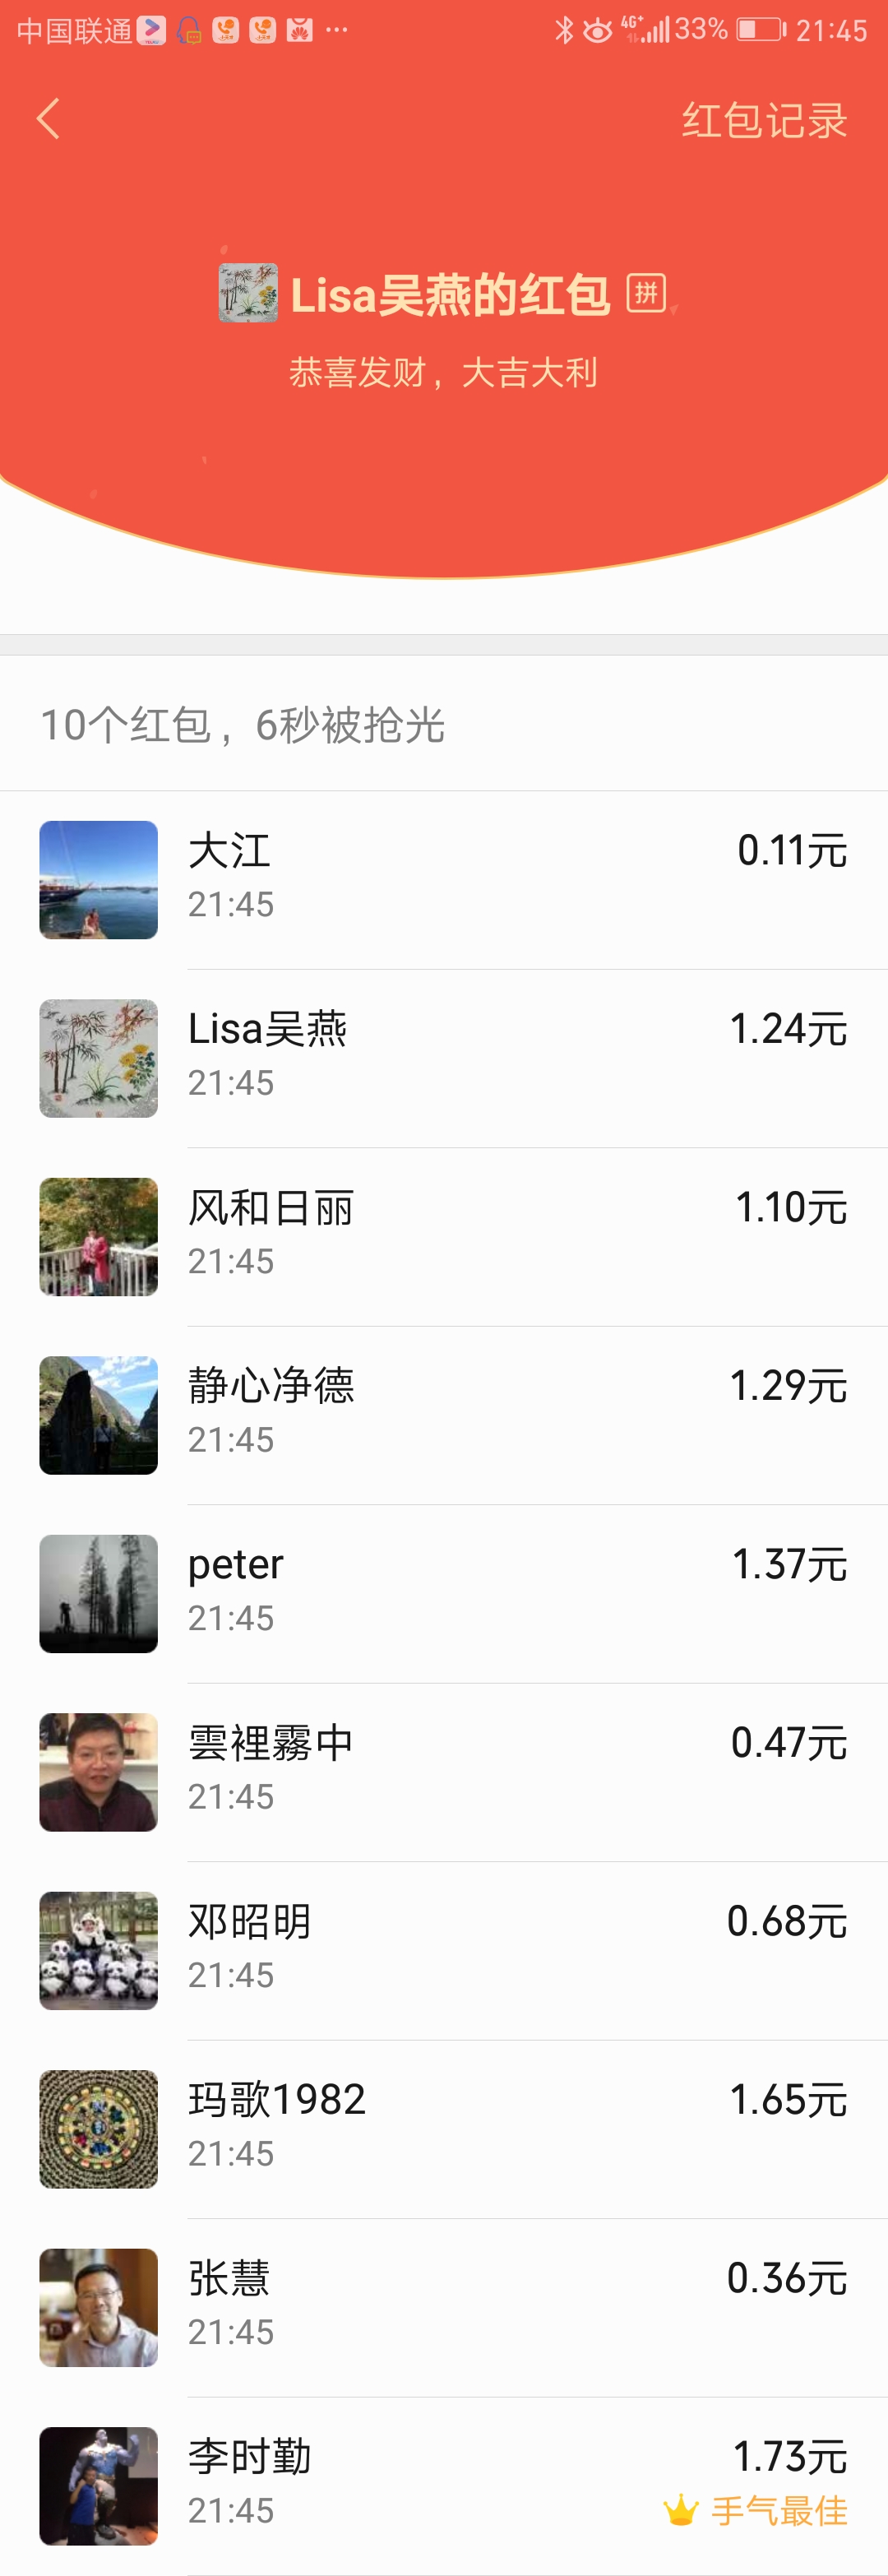 中国联通 4G+ 33% 21:45
红包记录
Lisa吴燕的红包 拼
恭喜发财，大吉大利
10个红包，6秒被抢光
大江 0.11元
21:45
Lisa吴燕 1.24元
21:45
风和日丽 1.10元
21:45
静心净德 1.29元
21:45
peter 1.37元
21:45
雲裡霧中 0.47元
21:45
邓昭明 0.68元
21:45
玛歌1982 1.65元
21:45
张慧 0.36元
21:45
李时勤 1.73元
21:45 手气最佳